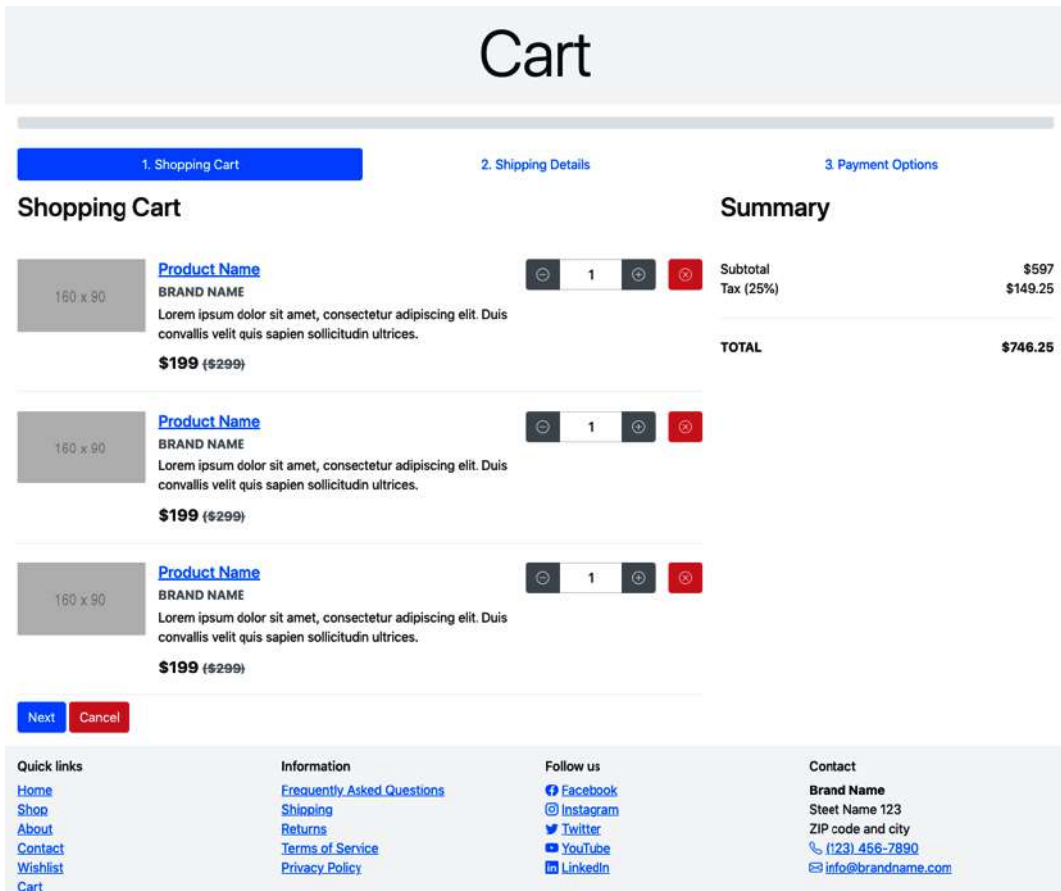 Cart
1. Shopping Cart
2. Shipping Details
3. Payment Options
Shopping Cart
160 x 90
Product Name
BRAND NAME
Lorem ipsum dolor sit amet, consectetur adipiscing elit. Duis
convallis velit quis sapien sollicitudin ultrices.
$199 ($299)
1
160 x 90
Product Name
BRAND NAME
Lorem ipsum dolor sit amet, consectetur adipiscing elit. Duis
convallis velit quis sapien sollicitudin ultrices.
$199 ($299)
1
160 x 90
Product Name
BRAND NAME
Lorem ipsum dolor sit amet, consectetur adipiscing elit. Duis
convallis velit quis sapien sollicitudin ultrices.
$199 ($299)
1
Next Cancel
Summary
Subtotal $597
Tax (25%) $149.25
TOTAL $746.25
Quick links
Home
Shop
About
Contact
Wishlist
Cart
Information
Frequently Asked Questions
Shipping
Returns
Terms of Service
Privacy Policy
Follow us
Facebook
Instagram
Twitter
YouTube
LinkedIn
Contact
Brand Name
Steet Name 123
ZIP code and city
(123) 456-7890
info@brandname.com